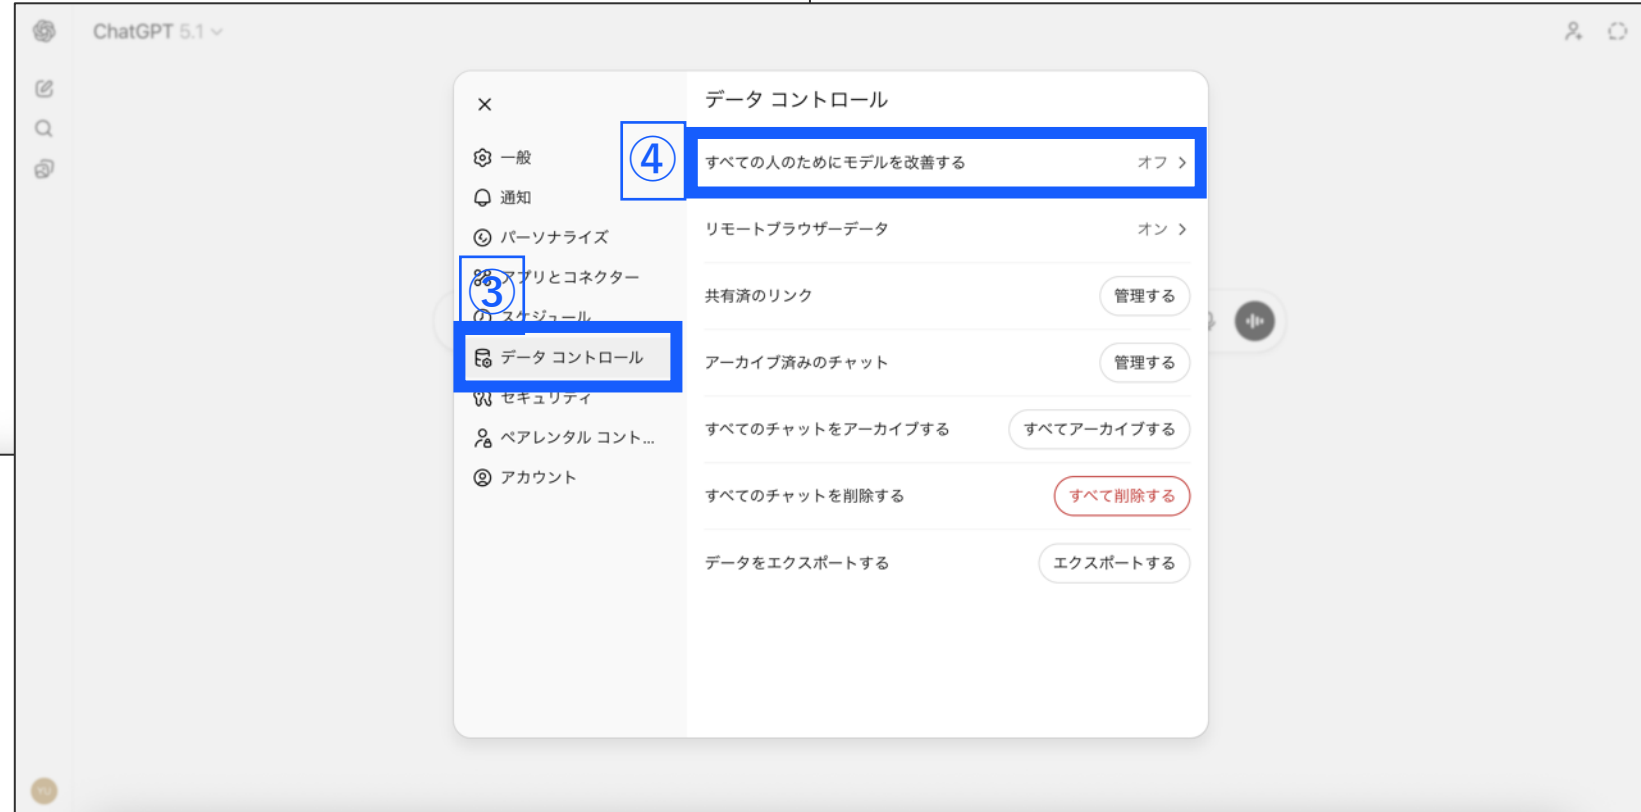 ChatGPT 5.1
データ コントロール
④
すべての人のためにモデルを改善する オフ
一般
通知
リモートブラウザーデータ オン
パーソナライズ
アプリとコネクター
③
共有済のリンク 管理する
スケジュール
データ コントロール
アーカイブ済みのチャット 管理する
セキュリティ
すべてのチャットをアーカイブする すべてアーカイブする
ペアレンタル コント...
アカウント
すべてのチャットを削除する すべて削除する
データをエクスポートする エクスポートする
YU